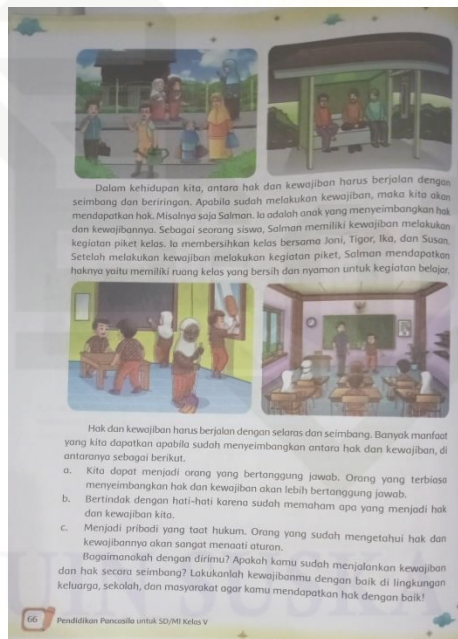 Dalam kehidupan kita, antara hak dan kewajiban harus berjalan dengan
seimbang dan beriringan. Apabila sudah melakukan kewajiban, maka kita akan
mendapatkan hak. Misalnya saja Salman. Ia adalah anak yang menyeimbangkan hak
dan kewajibannya. Sebagai seorang siswa, Salman memiliki kewajiban melakukan
kegiatan piket kelas. Ia membersihkan kelas bersama Joni, Tigor, Ika, dan Susan.
Setelah melakukan kewajiban melakukan kegiatan piket, Salman mendapatkan
haknya yaitu memiliki ruang kelas yang bersih dan nyaman untuk kegiatan belajar.
Hak dan kewajiban harus berjalan dengan selaras dan seimbang. Banyak manfaat
yang kita dapatkan apabila sudah menyeimbangkan antara hak dan kewajiban, di
antaranya sebagai berikut.
a. Kita dapat menjadi orang yang bertanggung jawab. Orang yang terbiasa
menyeimbangkan hak dan kewajiban akan lebih bertanggung jawab.
b. Bertindak dengan hati-hati karena sudah memaham apa yang menjadi hak
dan kewajiban kita.
c. Menjadi pribadi yang taat hukum. Orang yang sudah mengetahui hak dan
kewajibannya akan sangat menaati aturan.
Bagaimanakah dengan dirimu? Apakah kamu sudah menjalankan kewajiban
dan hak secara seimbang? Lakukanlah kewajibanmu dengan baik di lingkungan
keluarga, sekolah, dan masyarakat agar kamu mendapatkan hak dengan baik!
UIN SUSKA
66 Pendidikan Pancasila untuk SD/MI Kelas V